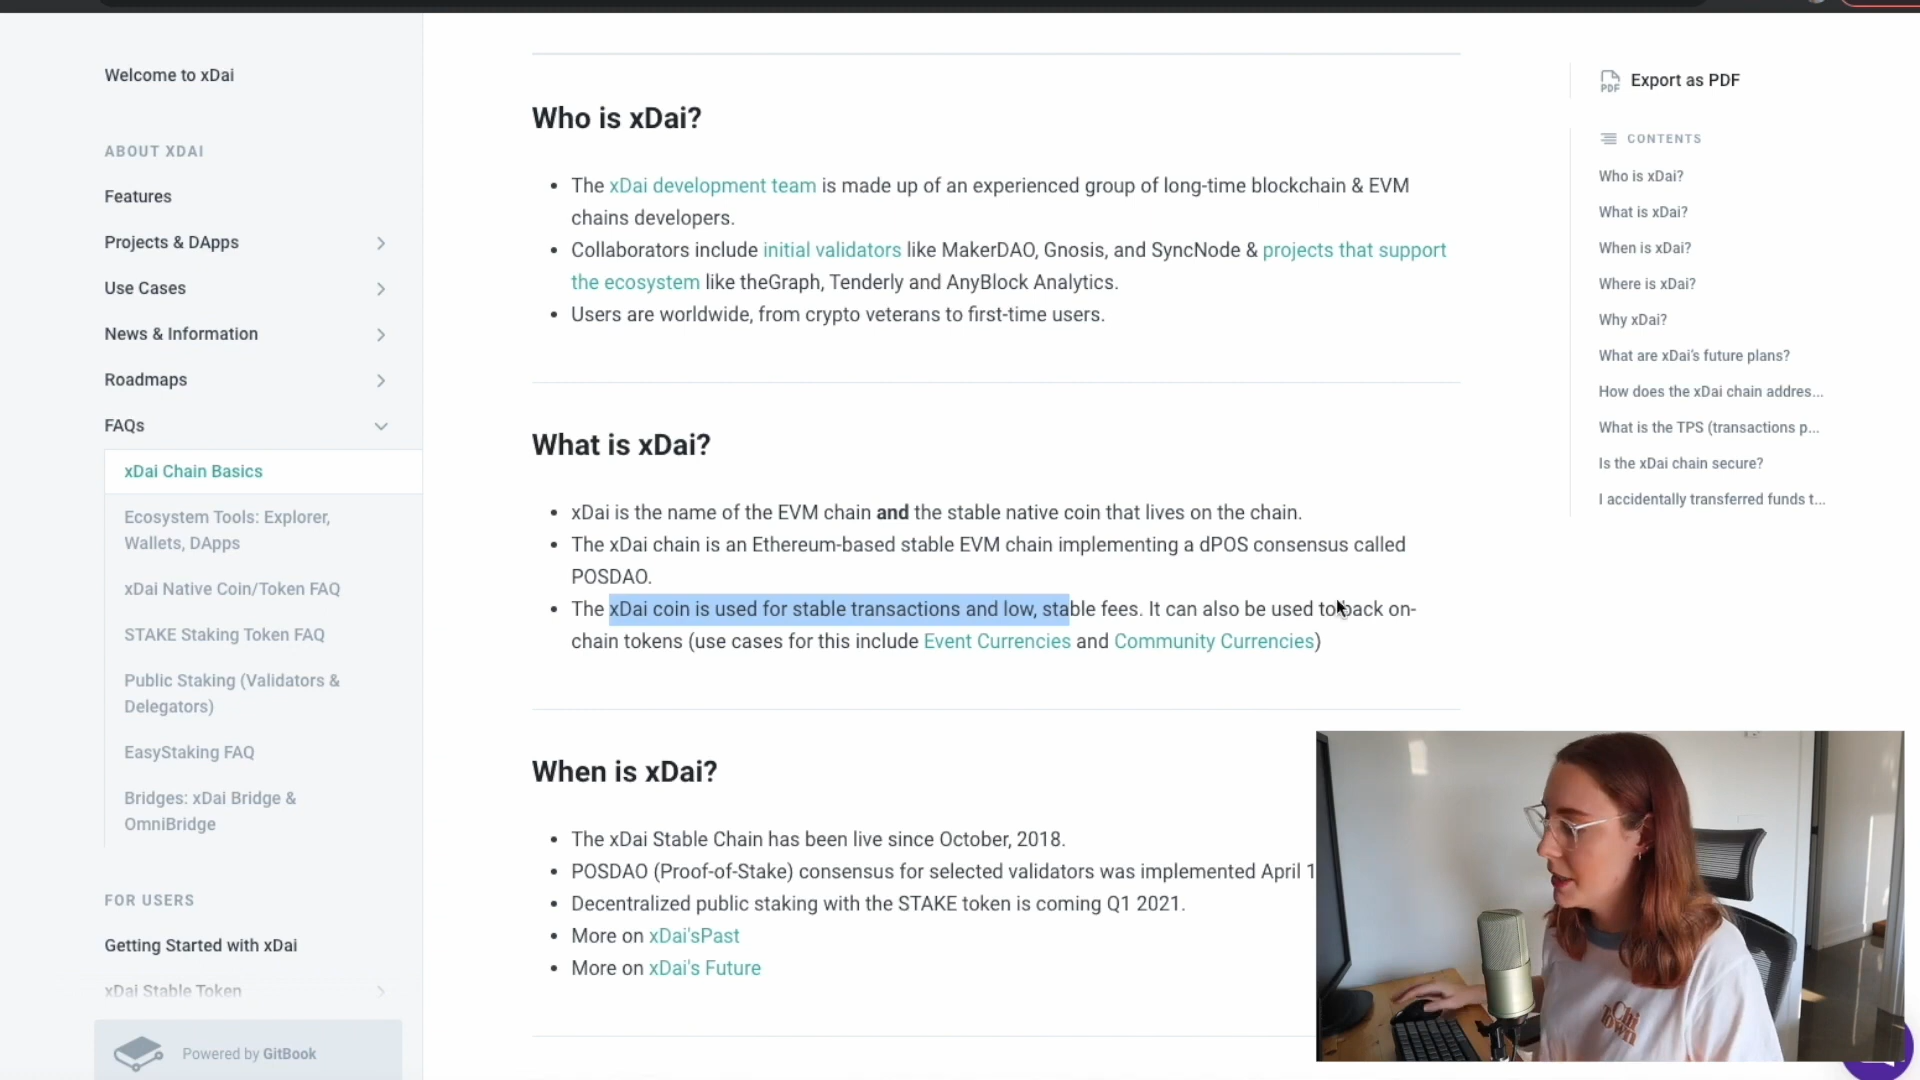 Welcome to xDai
ABOUT XDAI
Features
Projects & DApps
Use Cases
News & Information
Roadmaps
FAQs
xDai Chain Basics
Ecosystem Tools: Explorer,
Wallets, DApps
xDai Native Coin/Token FAQ
STAKE Staking Token FAQ
Public Staking (Validators &
Delegators)
EasyStaking FAQ
Bridges: xDai Bridge &
OmniBridge
FOR USERS
Getting Started with xDai
xDai Stable Token
Powered by GitBook
Who is xDai?
The xDai development team is made up of an experienced group of long-time blockchain & EVM
chains developers.
Collaborators include initial validators like MakerDAO, Gnosis, and SyncNode & projects that support
the ecosystem like theGraph, Tenderly and AnyBlock Analytics.
Users are worldwide, from crypto veterans to first-time users.
What is xDai?
xDai is the name of the EVM chain and the stable native coin that lives on the chain.
The xDai chain is an Ethereum-based stable EVM chain implementing a dPOS consensus called
POSDAO.
The xDai coin is used for stable transactions and low, stable fees. It can also be used to back on-
chain tokens (use cases for this include Event Currencies and Community Currencies)
When is xDai?
The xDai Stable Chain has been live since October, 2018.
POSDAO (Proof-of-Stake) consensus for selected validators was implemented April 1
Decentralized public staking with the STAKE token is coming Q1 2021.
More on xDai'sPast
More on xDai's Future
PDF
Export as PDF
CONTENTS
Who is xDai?
What is xDai?
When is xDai?
Where is xDai?
Why xDai?
What are xDai's future plans?
How does the xDai chain addres...
What is the TPS (transactions p...
Is the xDai chain secure?
I accidentally transferred funds t...
Chi
TOWN